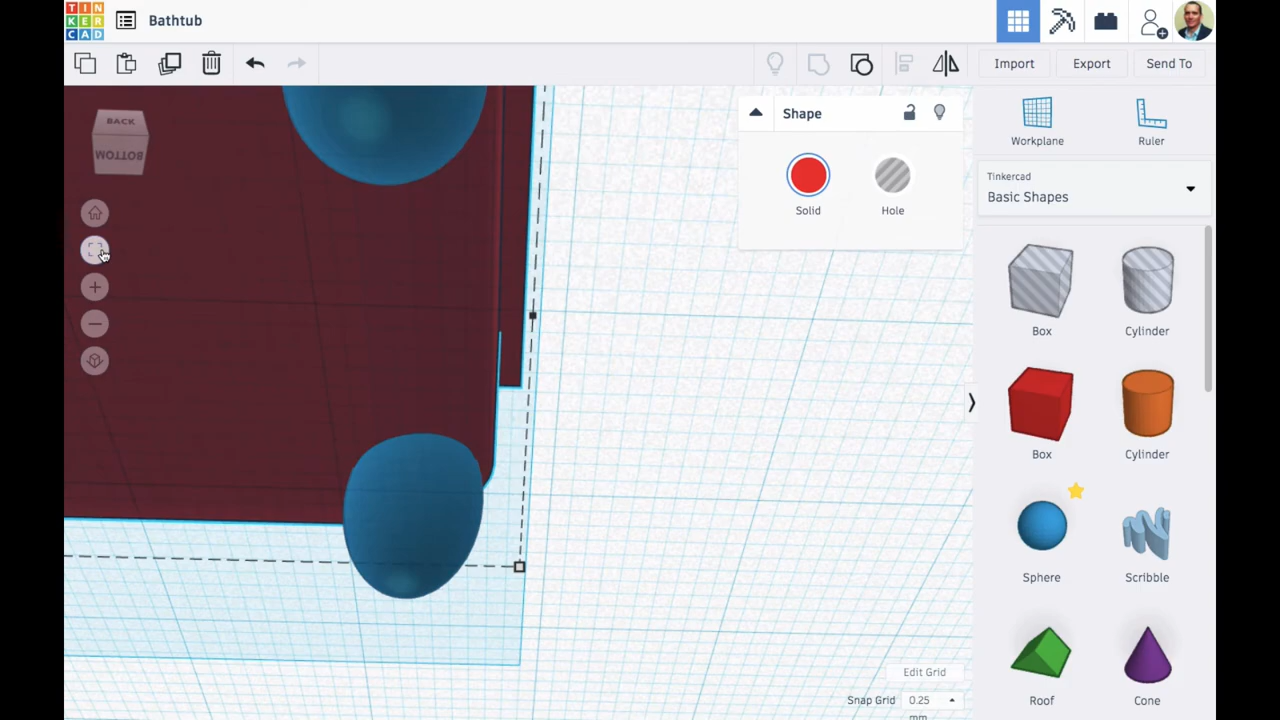 TIN
KER
CAD
Bathtub
Import
Export
Send To
BACK
BOTTOM
Shape
Solid
Hole
Workplane
Ruler
Tinkercad
Basic Shapes
Box
Cylinder
Box
Cylinder
Sphere
Scribble
Roof
Cone
Edit Grid
Snap Grid 0.25
mm